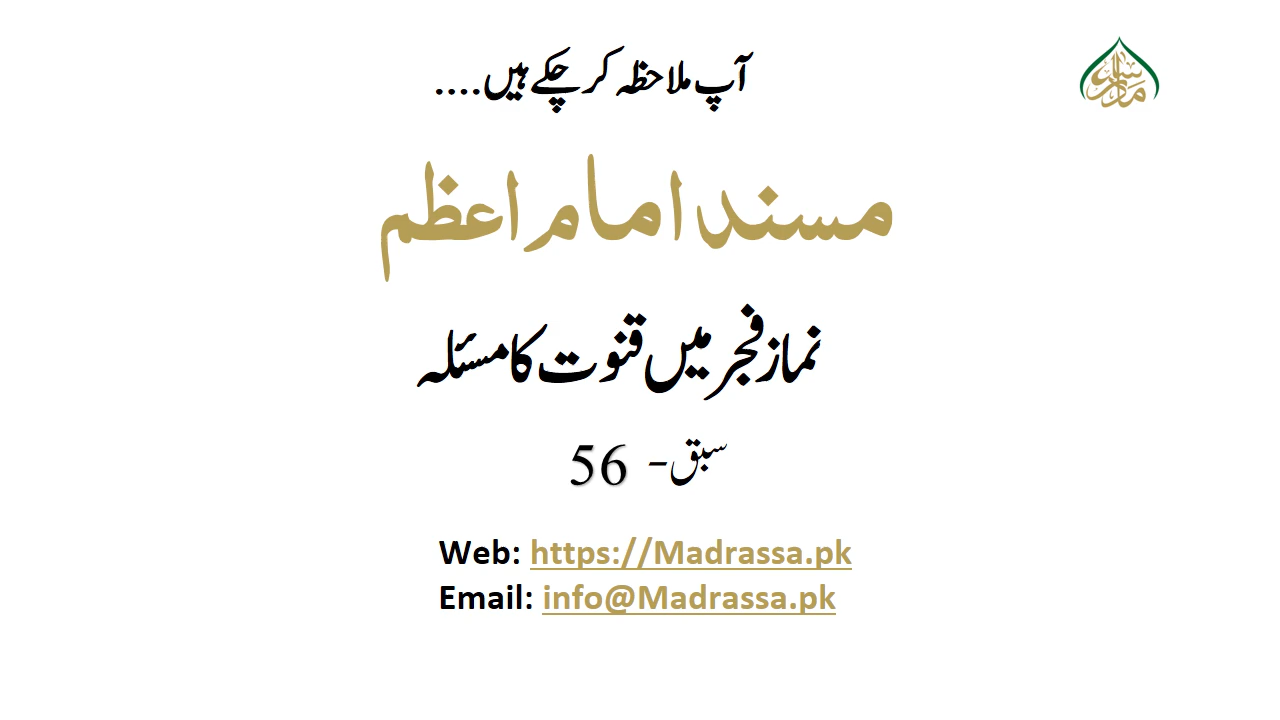 آپ ملاحظہ کر چکے ہیں....
مسند امام اعظم
نماز فجر میں قنوت کا مسئلہ
سبق - 56
Web: https://Madrassa.pk
Email: info@Madrassa.pk